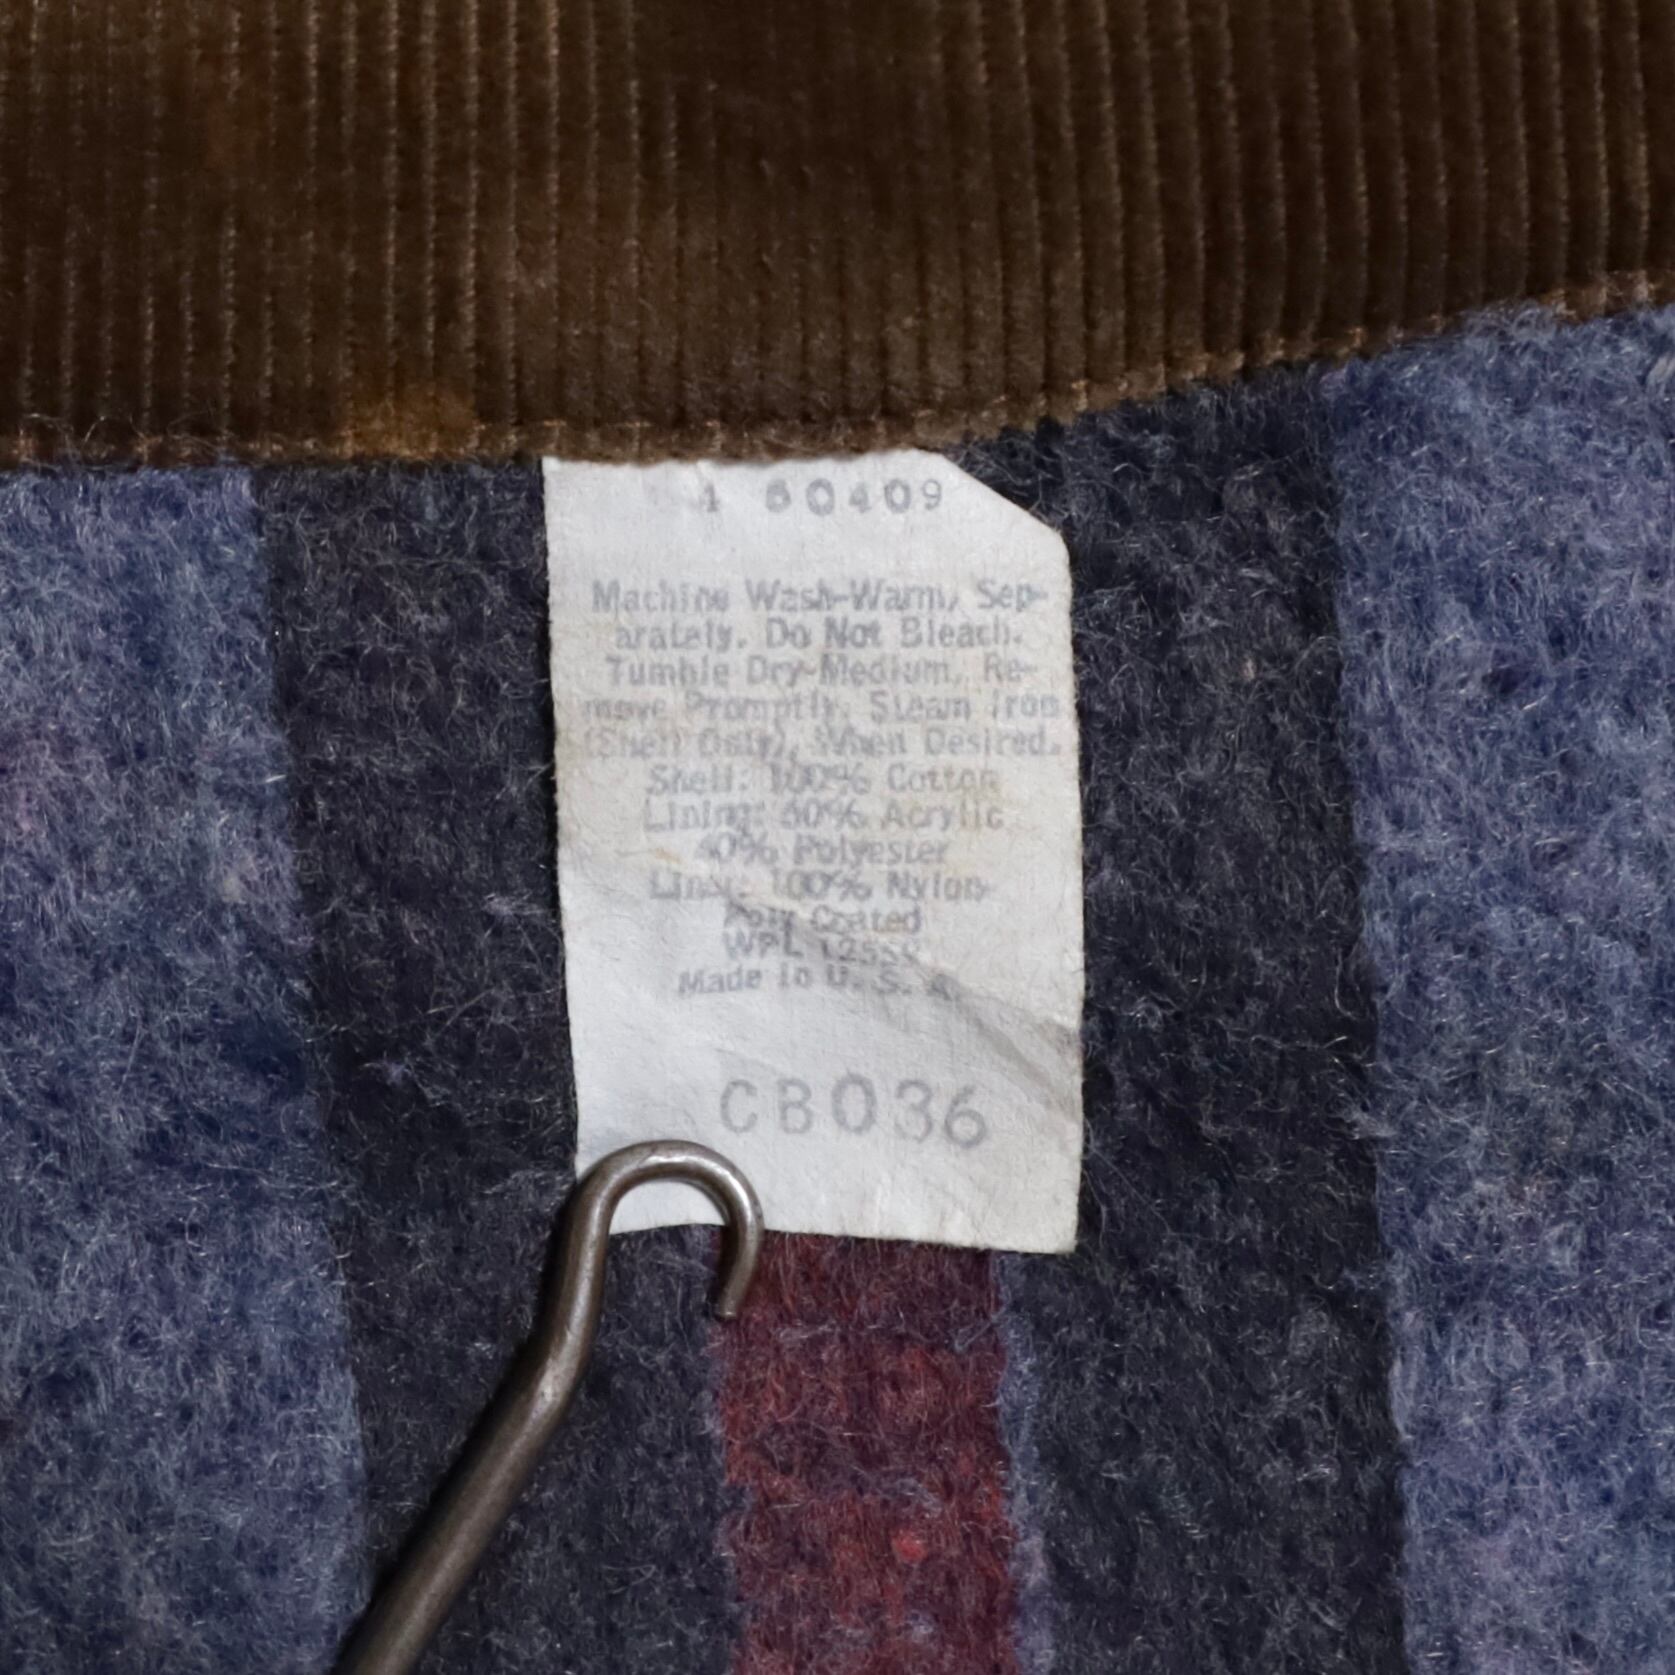 60409
Machine Wash-Warm, Sep-
arately. Do Not Bleach.
Tumble Dry-Medium. Re-
move Promptly. Steam Iron
(Shell Only), When Desired.
Shell: 100% Cotton
Lining: 60% Acrylic
40% Polyester
Liner: 100% Nylon-
Poly Coated
WPL
Made in U. S. A.
CB036